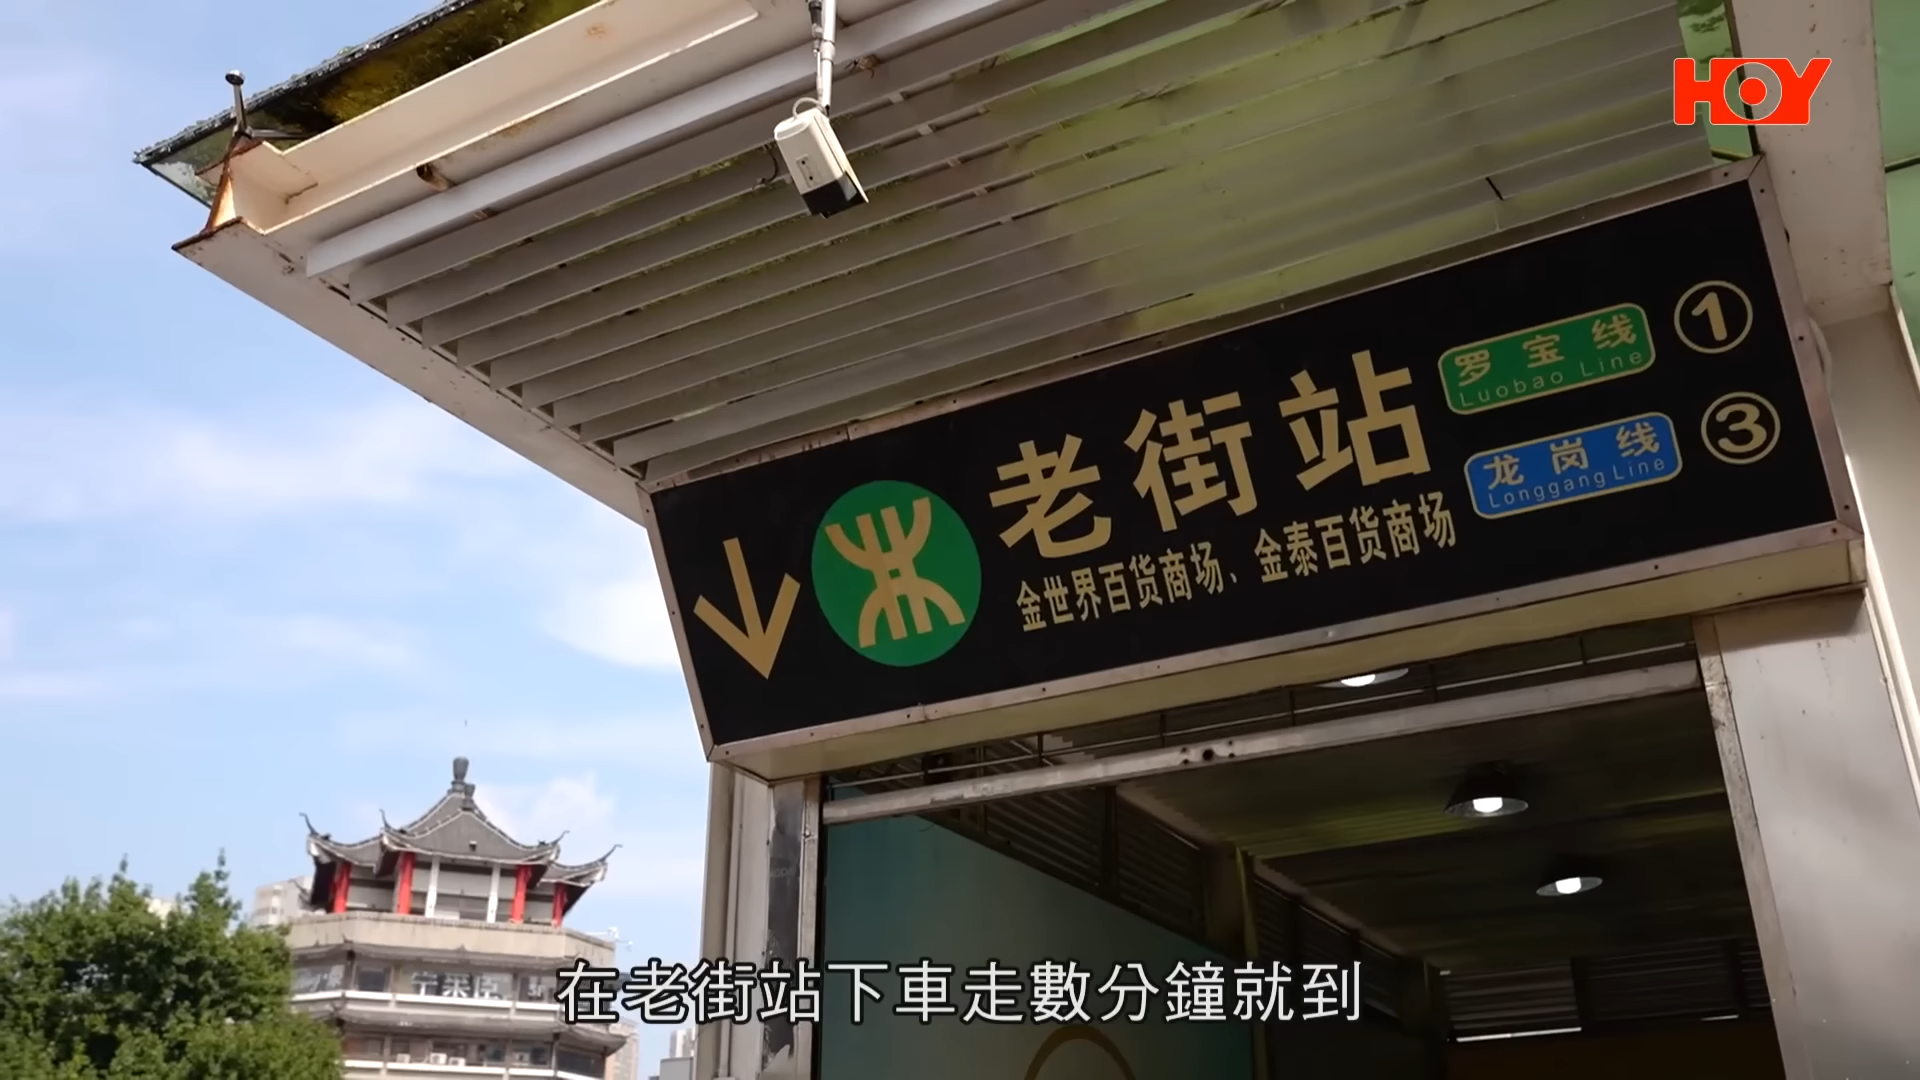 HOY
老街站
罗宝线
Luobao Line
①
龙岗线
Longgang Line
③
金世界百货商场、金泰百货商场
在老街站下車走數分鐘就到